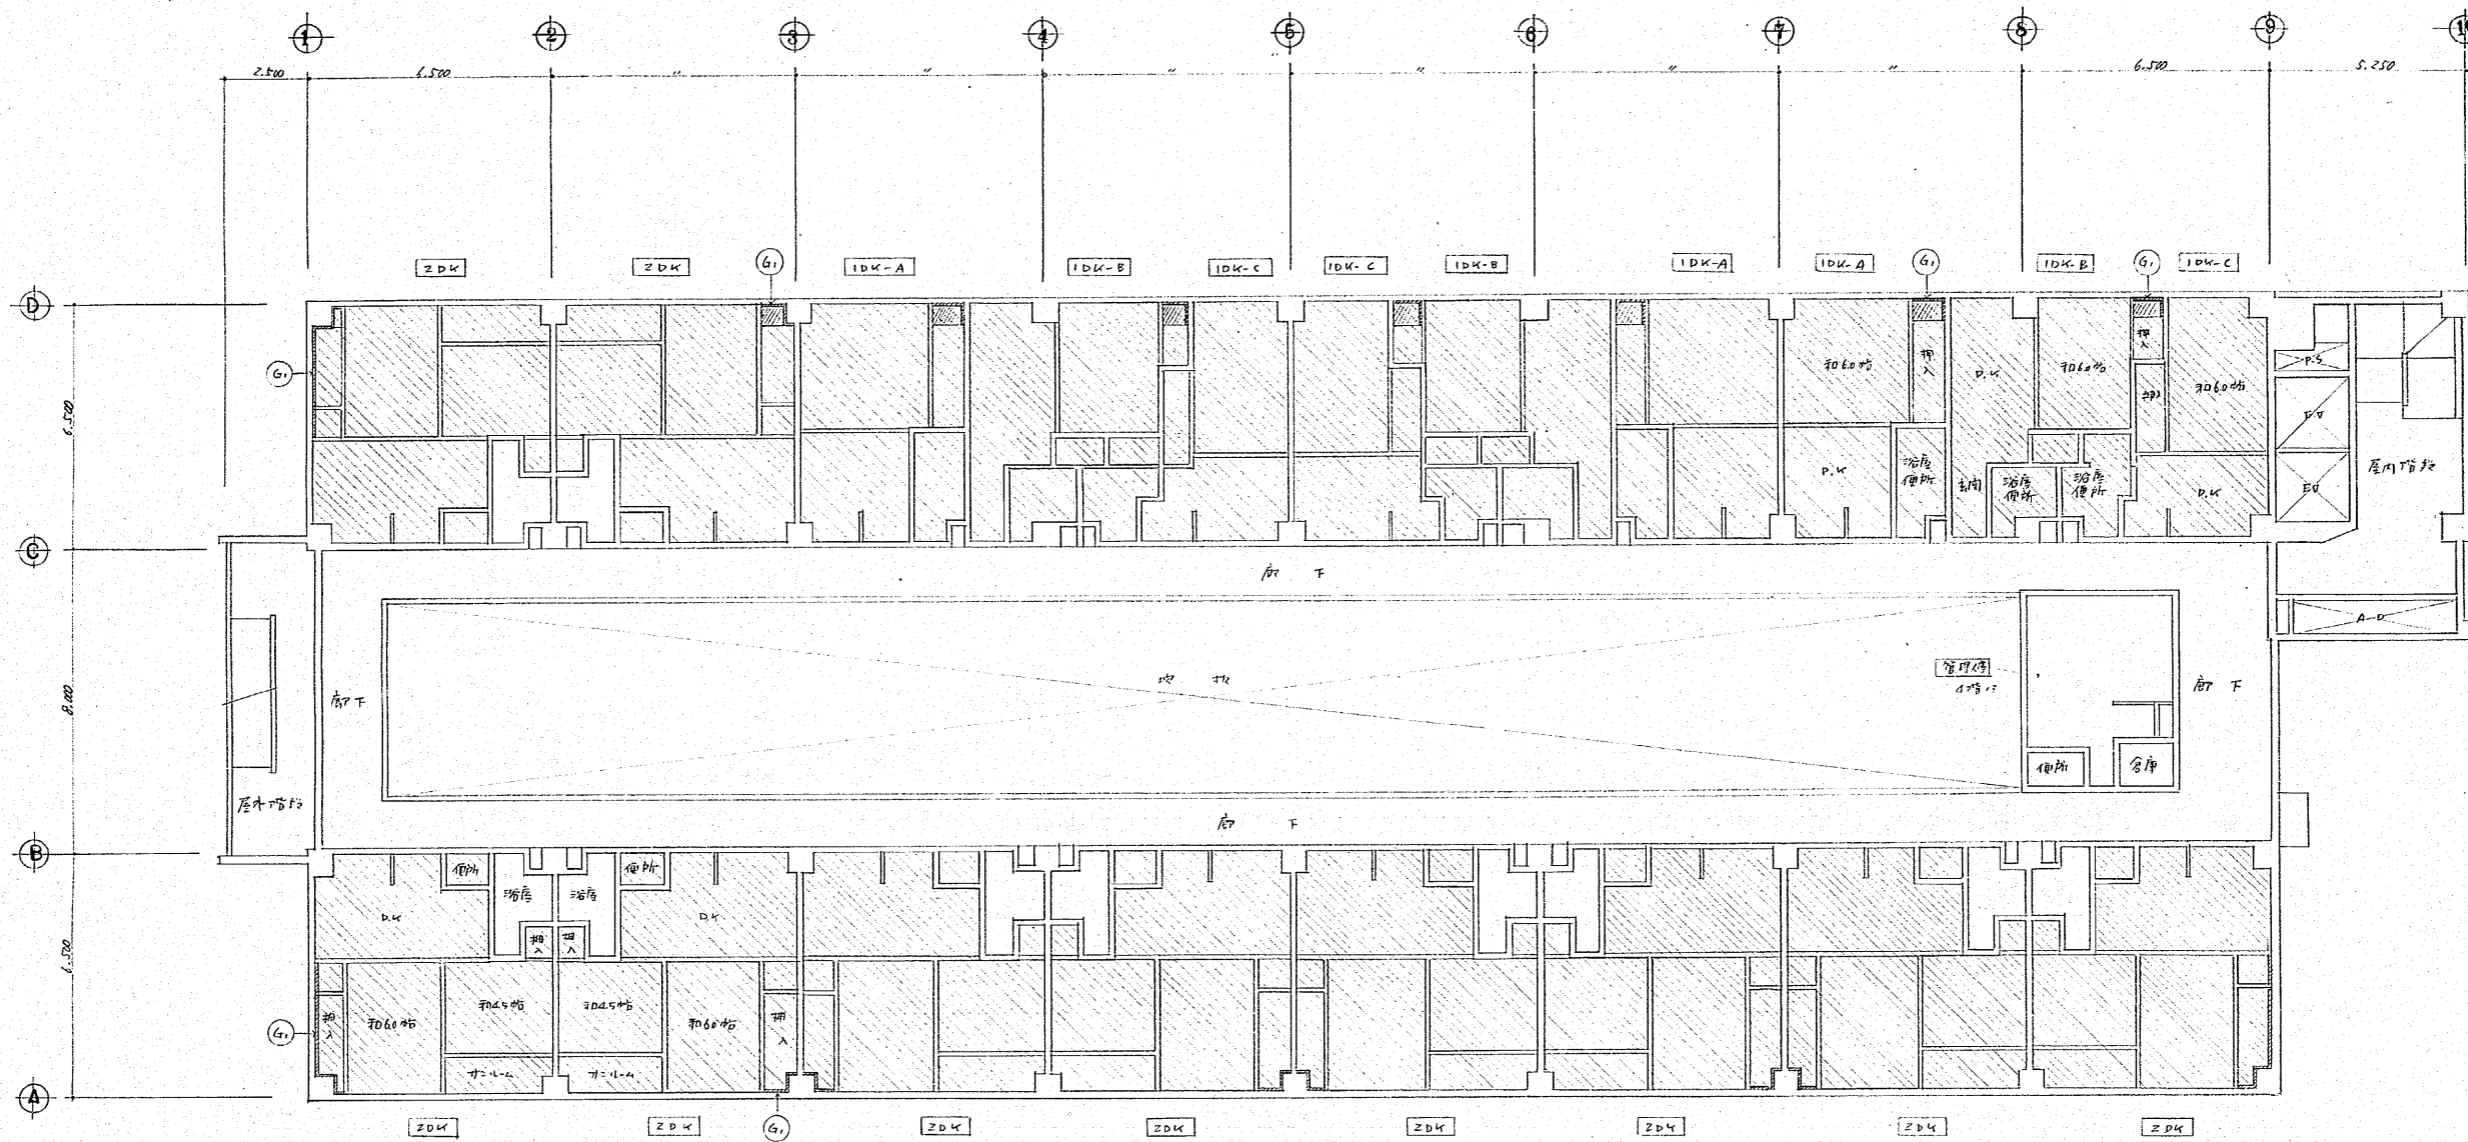 1 2 3 4 5 6 7 8 9
2.500 6.500 〃 〃 〃 〃 〃 〃 6.500 5.250
2DK 2DK G1 1DK-A 1DK-B 1DK-C 1DK-C 1DK-B 1DK-A 1DK-A G1 1DK-B G1 1DK-C
D
押入
P.S
和6.0帖 押入 D.K 和6.0帖 和6.0帖
G1
押入
EV
6.500
浴室便所 屋内階段
D.K 浴室便所 浴室便所
玄関 EV
D.K
C
廊下
A-D
吹抜
管理人室
4階に
8.000
廊下 廊下
便所 倉庫
屋外階段
廊下
B
便所 便所
浴室 浴室
D.K D.K
押入 押入
6.500
和4.5帖 和4.5帖
G1 押入 和6.0帖 和6.0帖 押入
サンルーム サンルーム
A
2DK 2DK G1 2DK 2DK 2DK 2DK 2DK 2DK